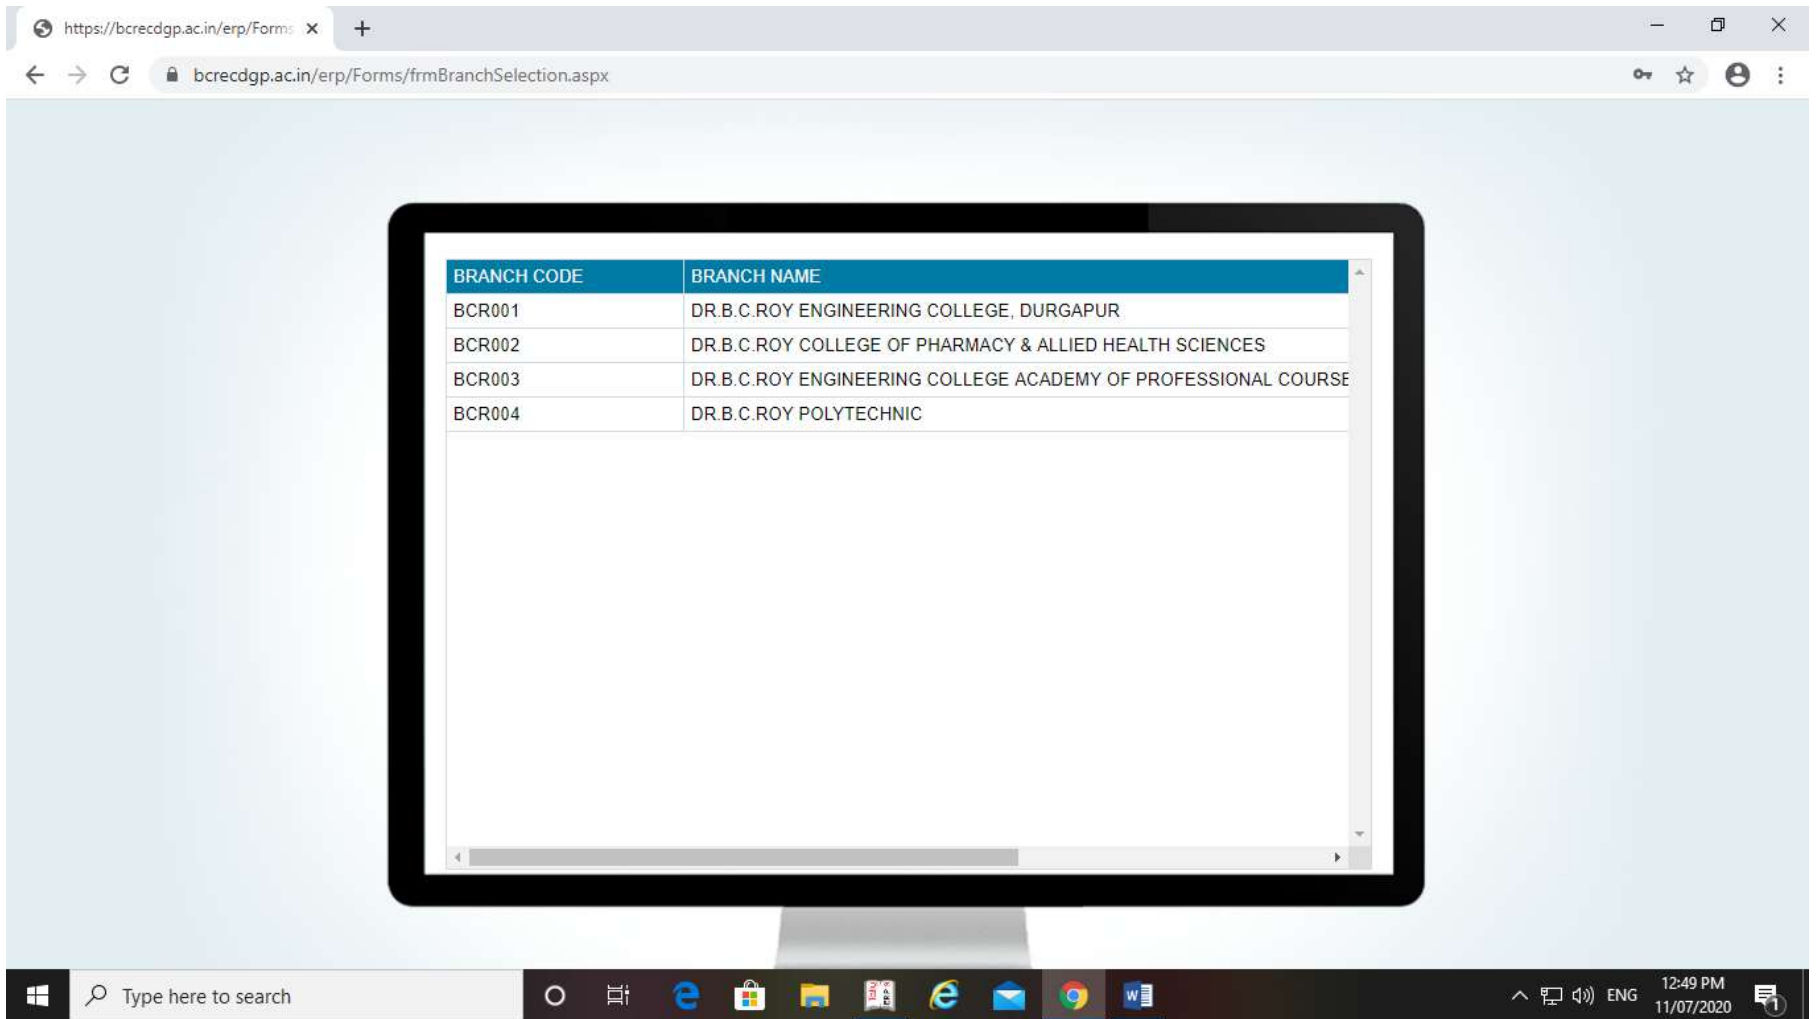 https://bcrecdgp.ac.in/erp/Forms
bcrecdgp.ac.in/erp/Forms/frmBranchSelection.aspx
BRANCH CODE BRANCH NAME
BCR001 DR.B.C.ROY ENGINEERING COLLEGE, DURGAPUR
BCR002 DR.B.C.ROY COLLEGE OF PHARMACY & ALLIED HEALTH SCIENCES
BCR003 DR.B.C.ROY ENGINEERING COLLEGE ACADEMY OF PROFESSIONAL COURSE
BCR004 DR.B.C.ROY POLYTECHNIC
Type here to search
ENG
12:49 PM
11/07/2020
1